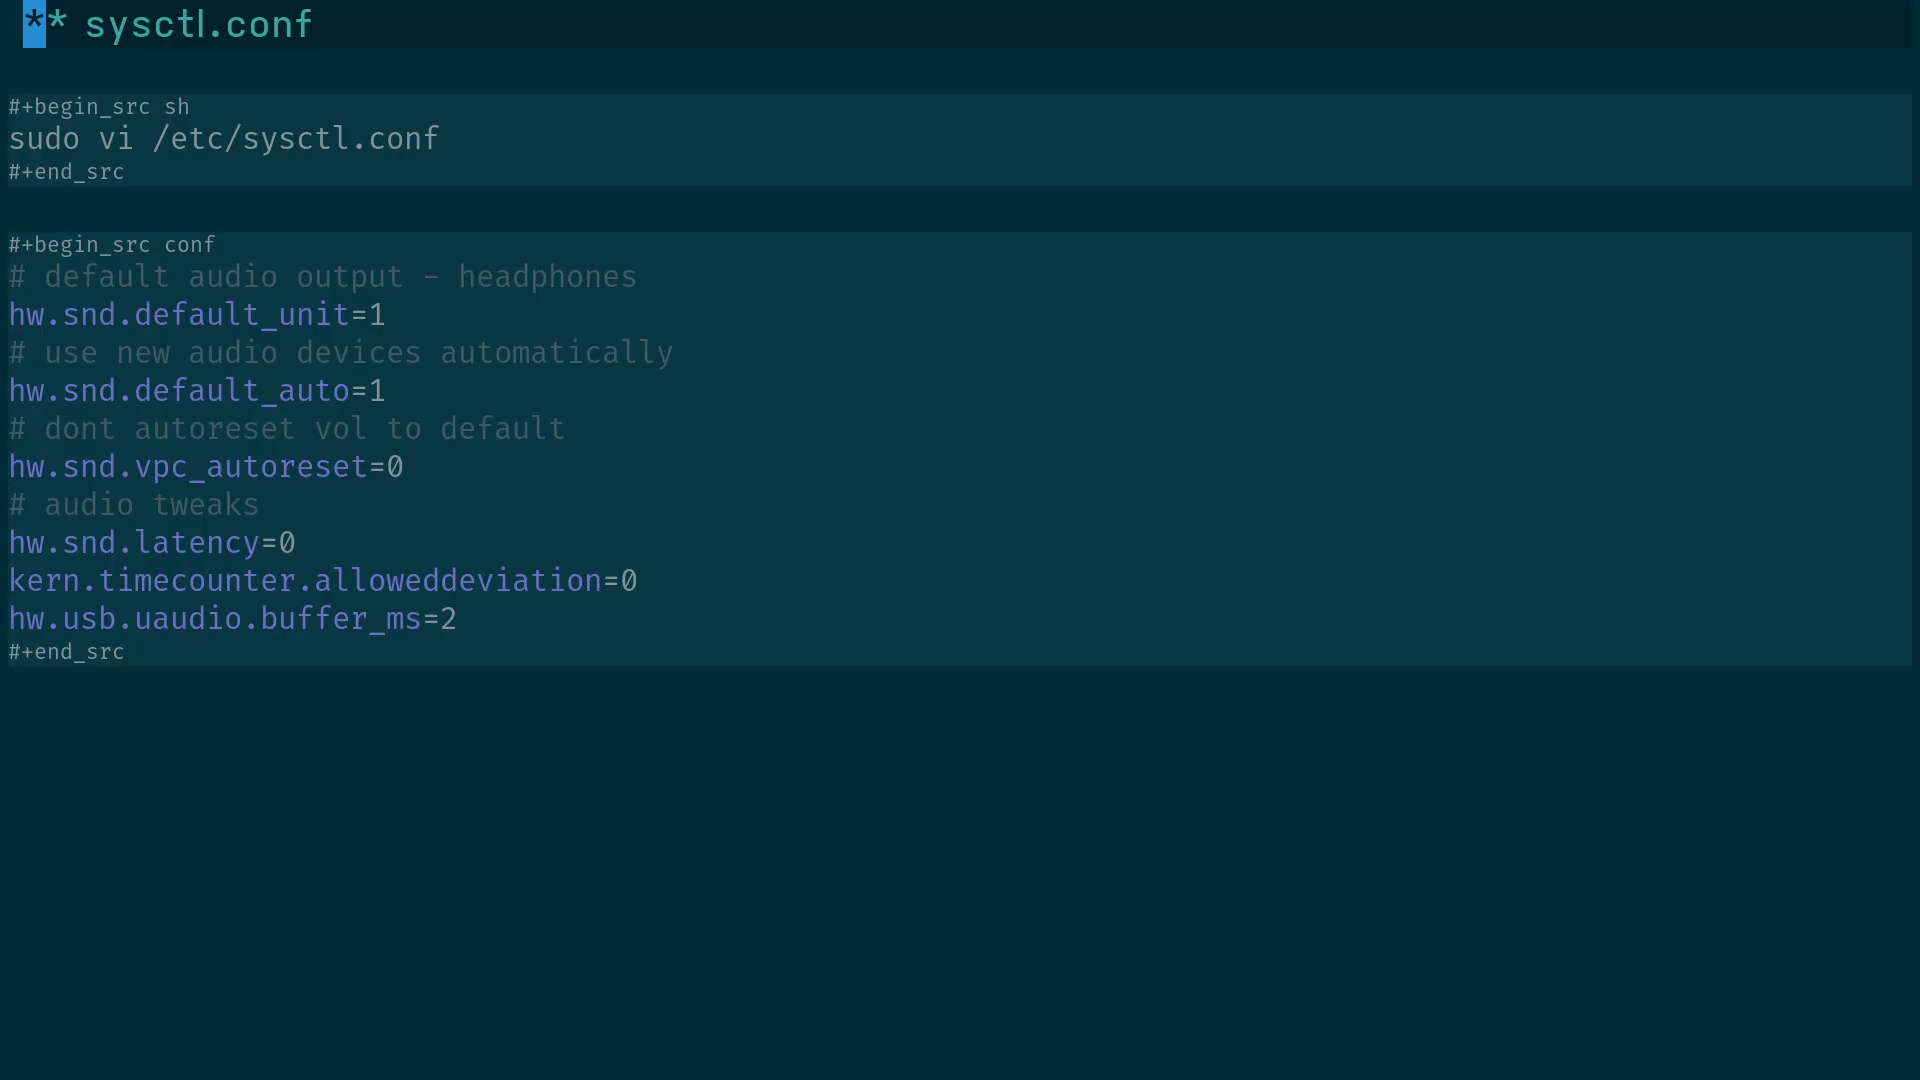 ** sysctl.conf
#+begin_src sh
sudo vi /etc/sysctl.conf
#+end_src
#+begin_src conf
# default audio output - headphones
hw.snd.default_unit=1
# use new audio devices automatically
hw.snd.default_auto=1
# dont autoreset vol to default
hw.snd.vpc_autoreset=0
# audio tweaks
hw.snd.latency=0
kern.timecounter.alloweddeviation=0
hw.usb.uaudio.buffer_ms=2
#+end_src